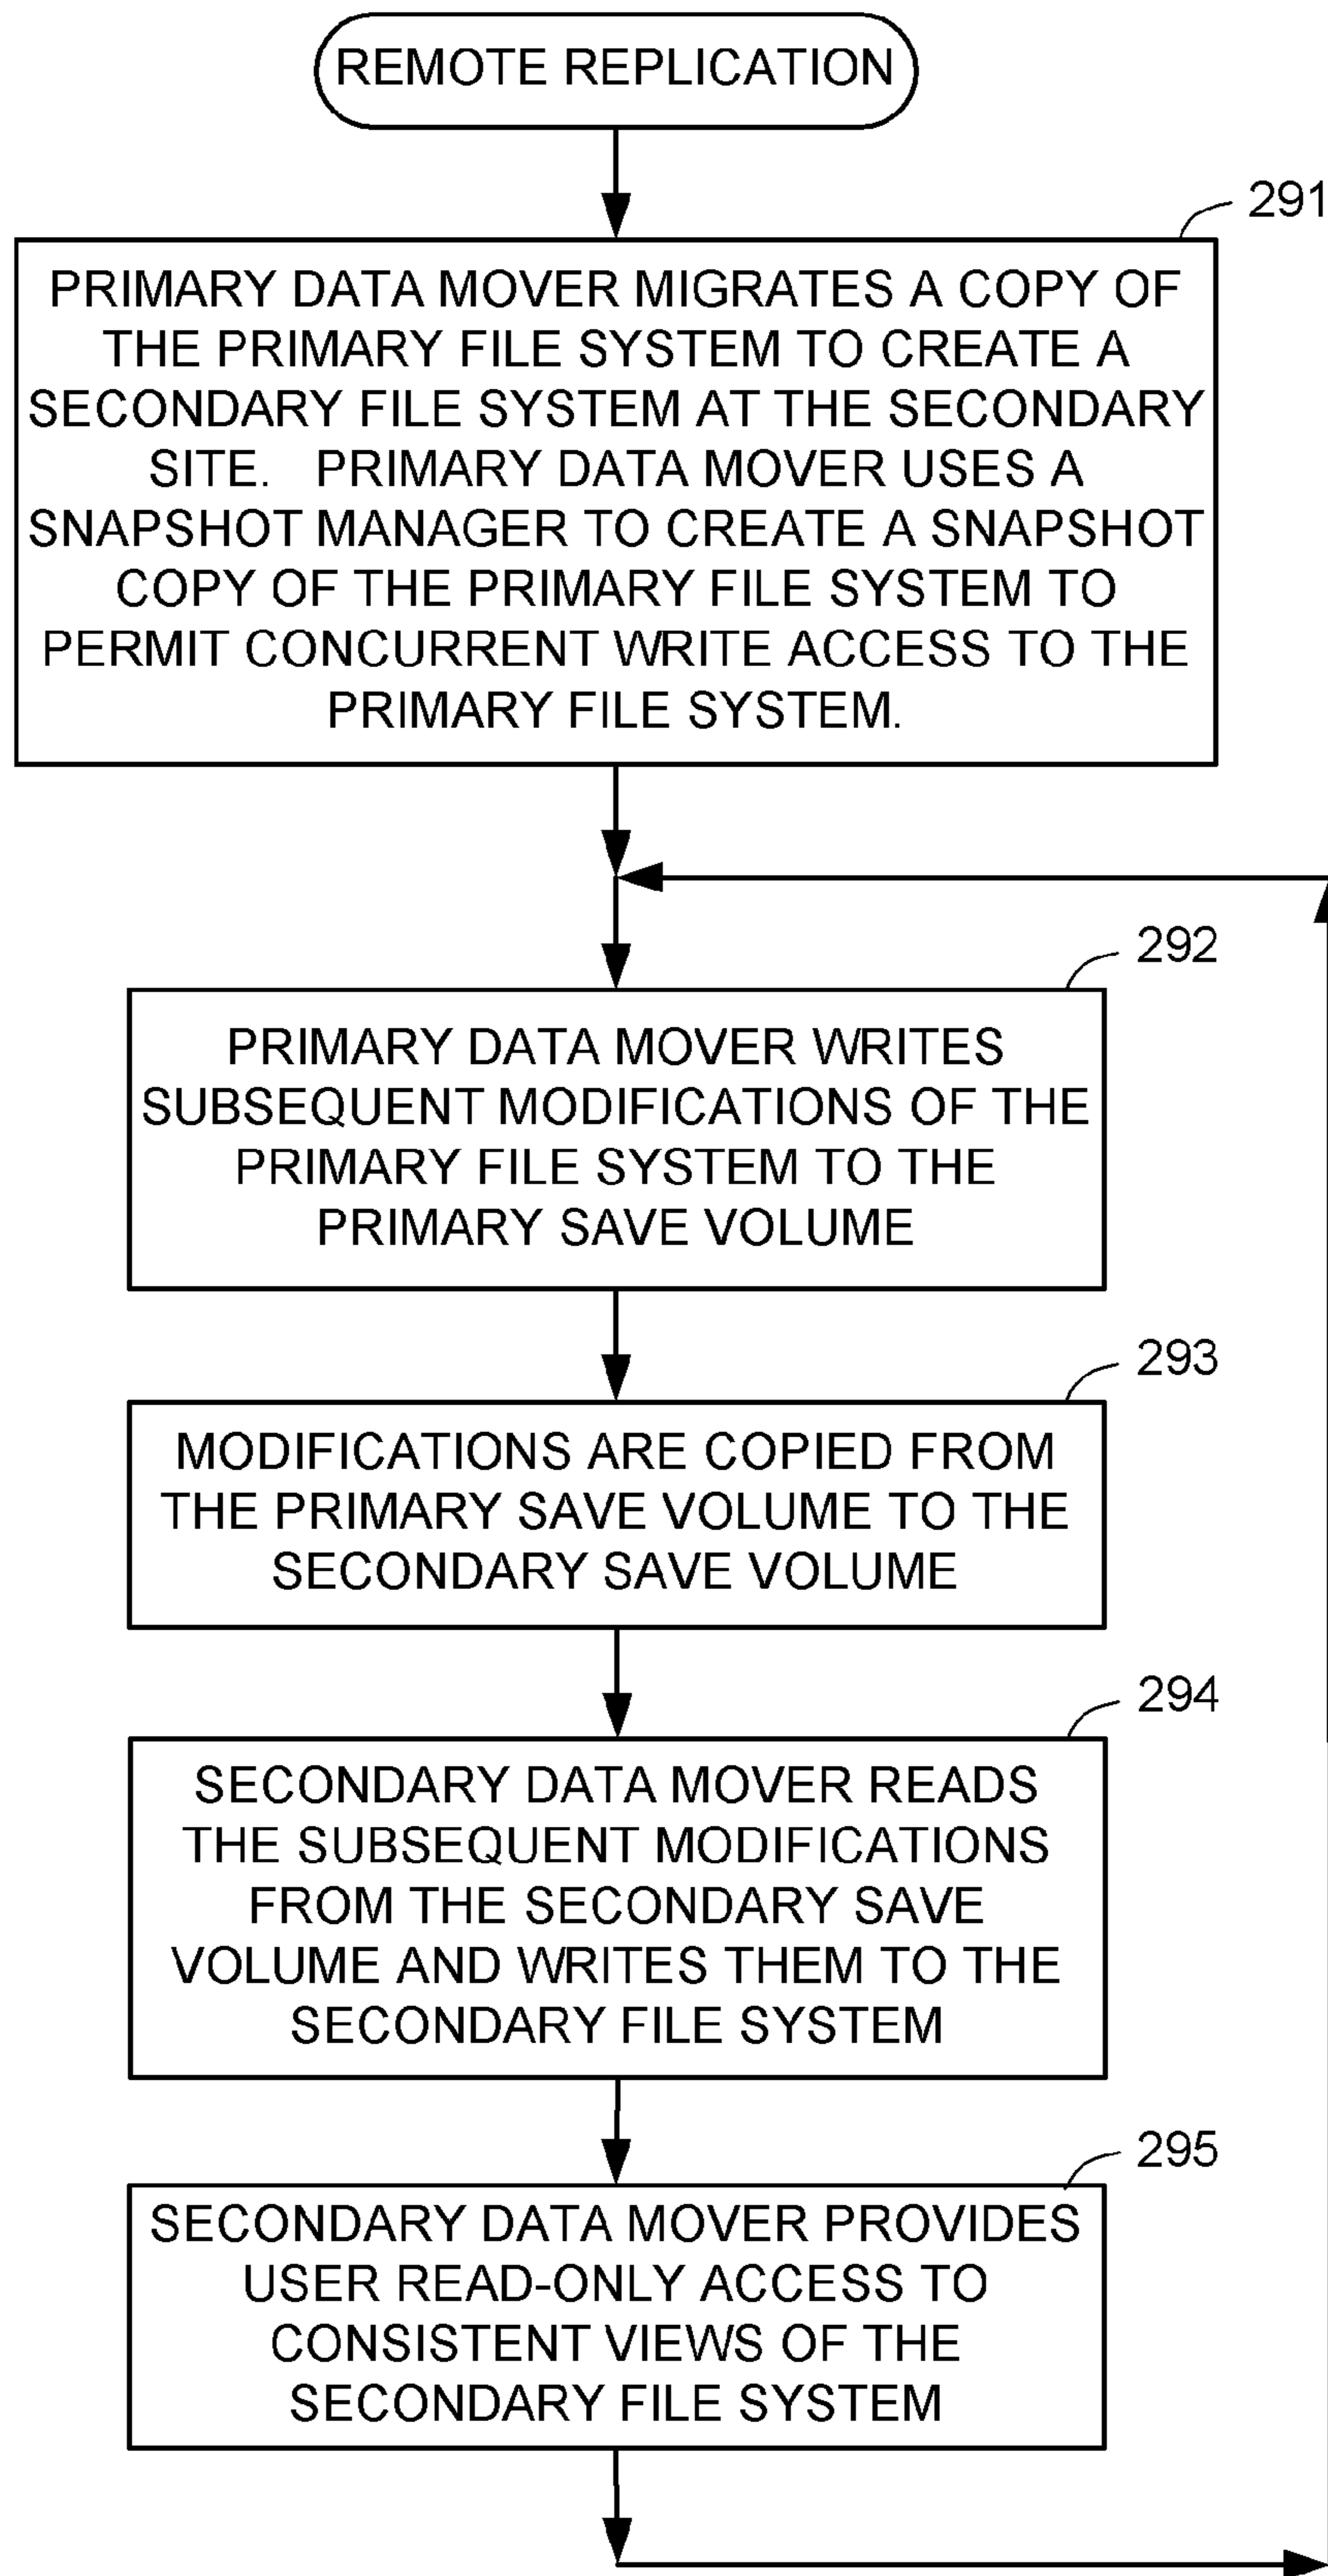 REMOTE REPLICATION
291
PRIMARY DATA MOVER MIGRATES A COPY OF
THE PRIMARY FILE SYSTEM TO CREATE A
SECONDARY FILE SYSTEM AT THE SECONDARY
SITE. PRIMARY DATA MOVER USES A
SNAPSHOT MANAGER TO CREATE A SNAPSHOT
COPY OF THE PRIMARY FILE SYSTEM TO
PERMIT CONCURRENT WRITE ACCESS TO THE
PRIMARY FILE SYSTEM.
292
PRIMARY DATA MOVER WRITES
SUBSEQUENT MODIFICATIONS OF THE
PRIMARY FILE SYSTEM TO THE
PRIMARY SAVE VOLUME
293
MODIFICATIONS ARE COPIED FROM
THE PRIMARY SAVE VOLUME TO THE
SECONDARY SAVE VOLUME
294
SECONDARY DATA MOVER READS
THE SUBSEQUENT MODIFICATIONS
FROM THE SECONDARY SAVE
VOLUME AND WRITES THEM TO THE
SECONDARY FILE SYSTEM
295
SECONDARY DATA MOVER PROVIDES
USER READ-ONLY ACCESS TO
CONSISTENT VIEWS OF THE
SECONDARY FILE SYSTEM